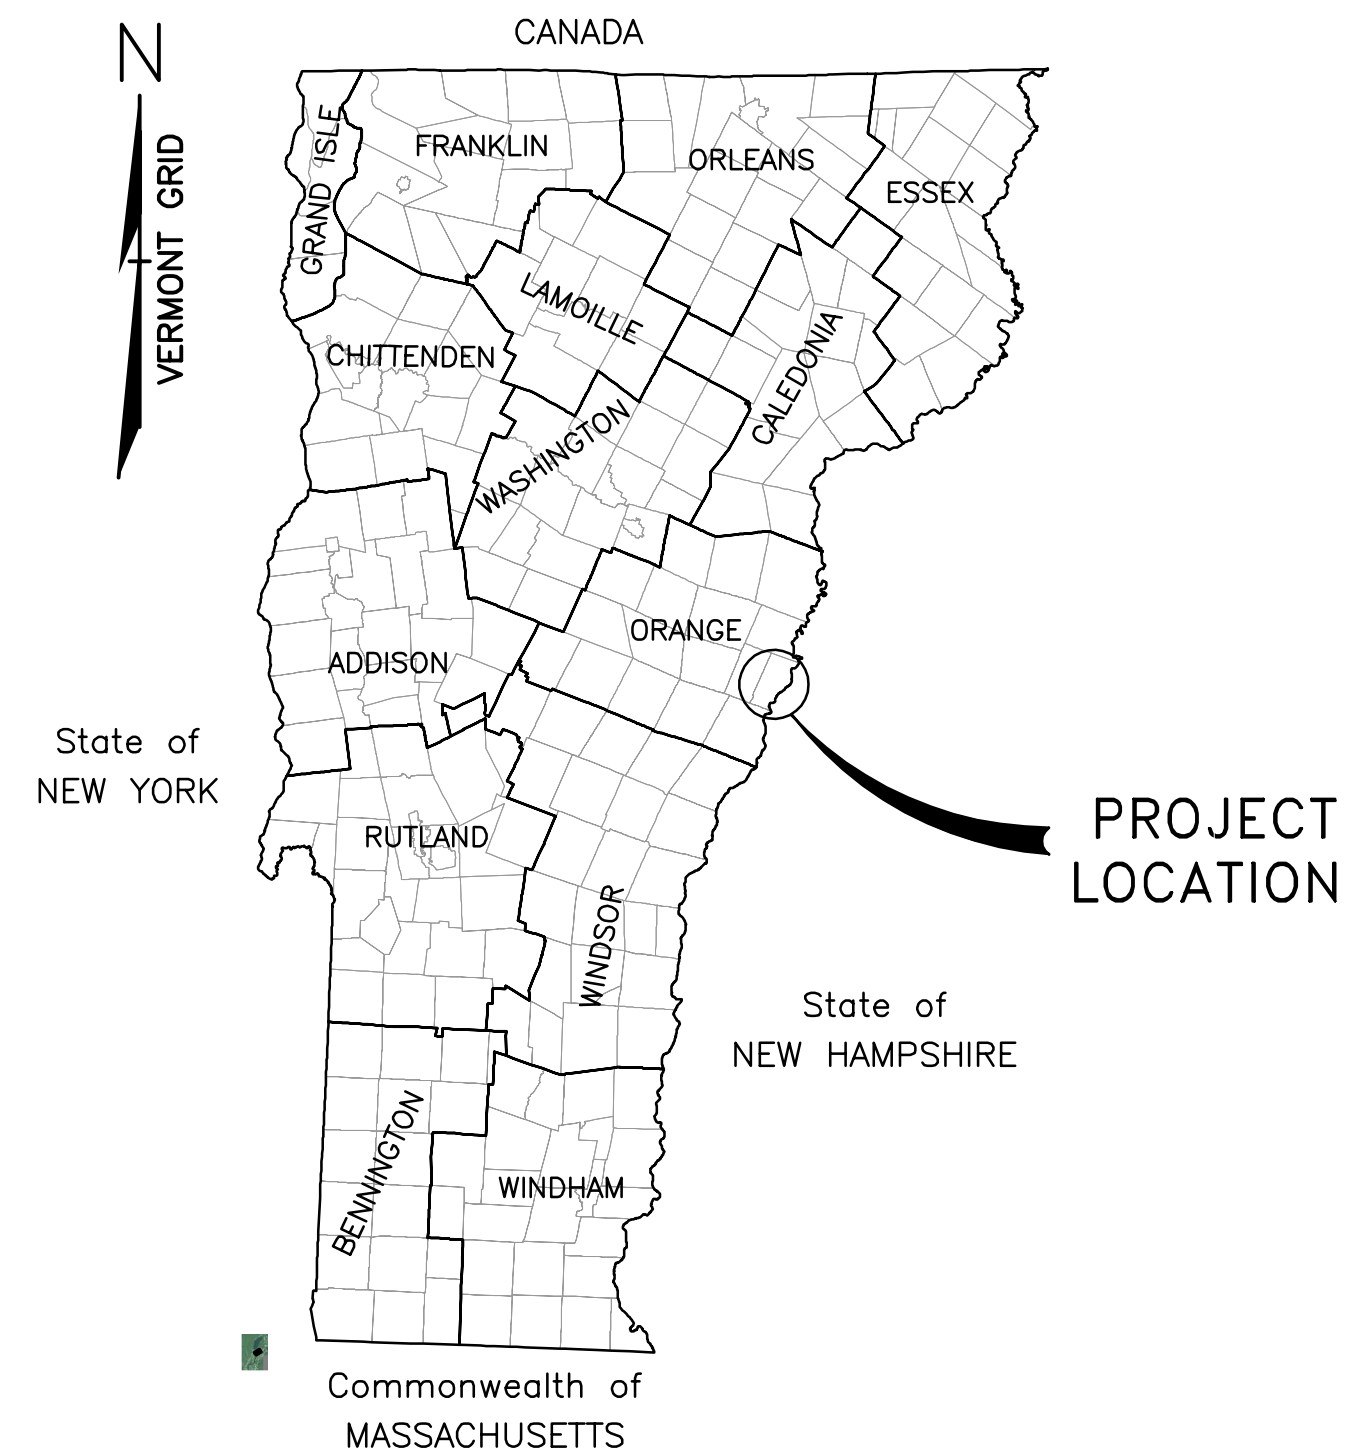 CANADA
N
VERMONT GRID
GRAND ISLE
FRANKLIN
ORLEANS
ESSEX
LAMOILLE
CHITTENDEN
CALEDONIA
WASHINGTON
ORANGE
ADDISON
State of
NEW YORK
PROJECT
LOCATION
RUTLAND
WINDSOR
State of
NEW HAMPSHIRE
BENNINGTON
WINDHAM
Commonwealth of
MASSACHUSETTS